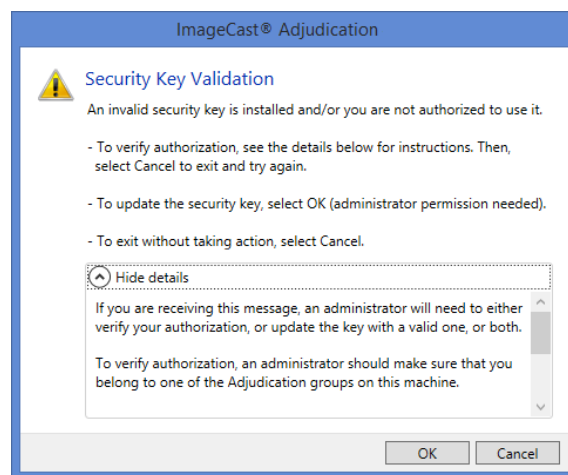 ImageCast® Adjudication
Security Key Validation
An invalid security key is installed and/or you are not authorized to use it.
- To verify authorization, see the details below for instructions. Then,
select Cancel to exit and try again.
- To update the security key, select OK (administrator permission needed).
- To exit without taking action, select Cancel.
Hide details
If you are receiving this message, an administrator will need to either
verify your authorization, or update the key with a valid one, or both.
To verify authorization, an administrator should make sure that you
belong to one of the Adjudication groups on this machine.
OK Cancel